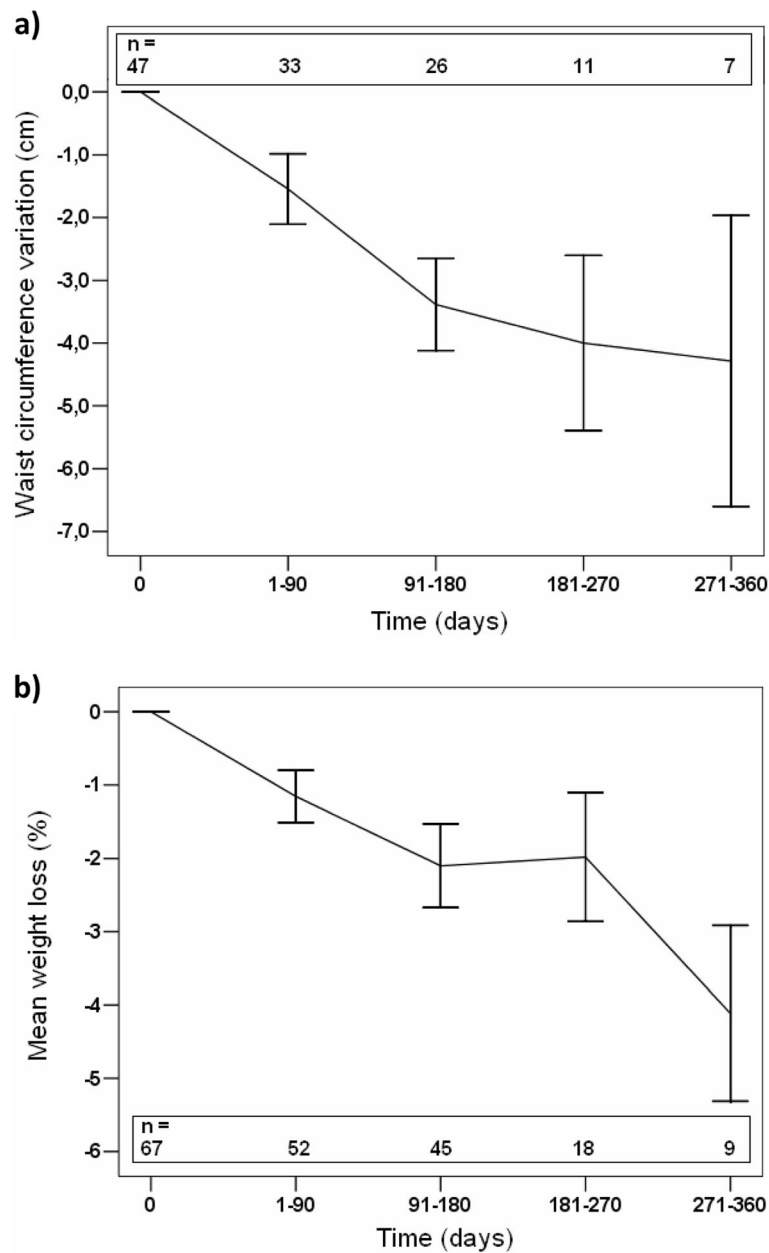 a)
n =
47 33 26 11 7
0,0
-1,0
-2,0
-3,0
-4,0
-5,0
-6,0
-7,0
Waist circumference variation (cm)
0 1-90 91-180 181-270 271-360
Time (days)
b)
0
-1
-2
-3
-4
-5
-6
Mean weight loss (%)
n =
67 52 45 18 9
0 1-90 91-180 181-270 271-360
Time (days)